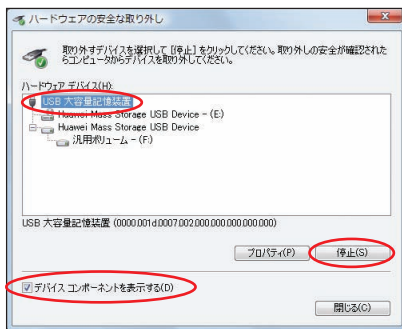 ハードウェアの安全な取り外し
取り外すデバイスを選択して [停止] をクリックしてください。取り外しの安全が確認された
らコンピュータからデバイスを取り外してください。
ハードウェア デバイス(H):
USB 大容量記憶装置
Huawei Mass Storage USB Device - (E:)
Huawei Mass Storage USB Device
汎用ボリューム - (F:)
USB 大容量記憶装置 (0000.001d.0007.002.000.000.000.000.000)
プロパティ(P)
停止(S)
デバイス コンポーネントを表示する(D)
閉じる(C)